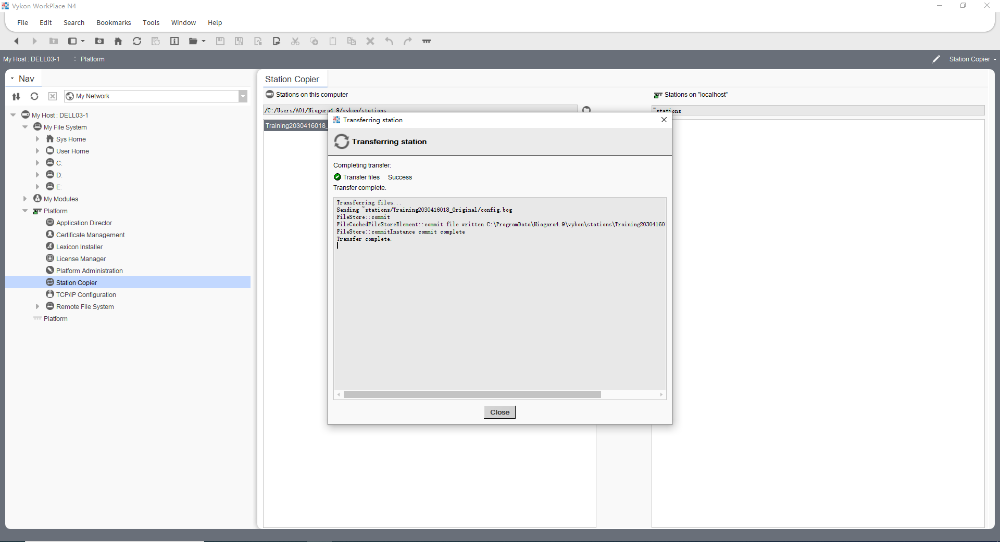 Vykon WorkPlace N4
File Edit Search Bookmarks Tools Window Help
My Host : DELL03-1 : Platform
Station Copier
Nav
My Network
My Host : DELL03-1
My File System
Sys Home
User Home
C:
D:
E:
My Modules
Platform
Application Director
Certificate Management
Lexicon Installer
License Manager
Platform Administration
Station Copier
TCP/IP Configuration
Remote File System
Platform
Station Copier
Stations on this computer
/C:/Users/A01/Niagara4.9/vykon/stations
Training2030416018_
Stations on "localhost"
~stations
Transferring station
Transferring station
Completing transfer:
Transfer files Success
Transfer complete.
Transferring files...
Sending ~stations/Training2030416018_Original/config.bog
FileStore::commit
FileCachedFileStoreElement::commit file written C:\ProgramData\Niagara4.9\vykon\stations\Training20304160
FileStore::commitInstance commit complete
Transfer complete.
Close